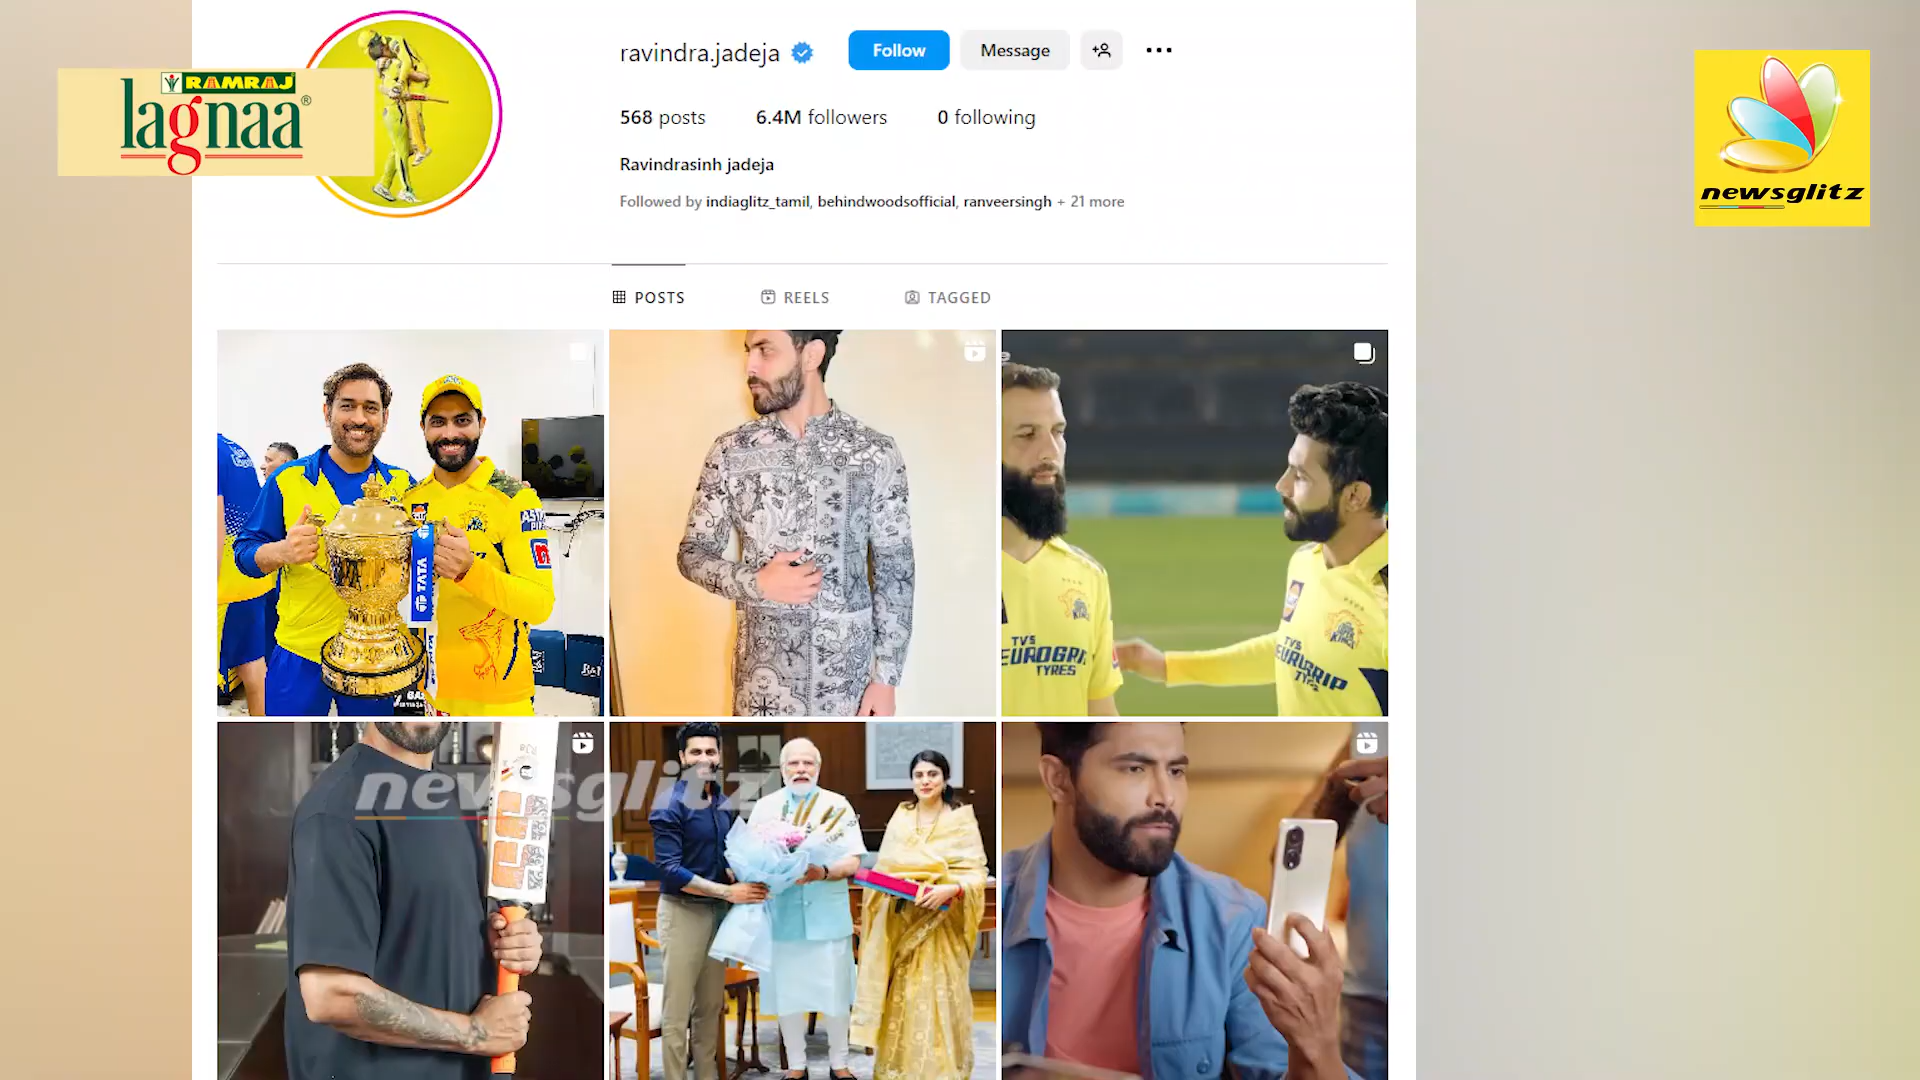 ravindra.jadeja
Follow
Message
568 posts
6.4M followers
0 following
Ravindrasinh jadeja
Followed by indiaglitz_tamil, behindwoodsofficial, ranveersingh + 21 more
POSTS
REELS
TAGGED
RAMRAJ
lagnaa®
newsglitz
TATA
TVS
EUROGRIP
TYRES
TVS
EUROGRIP
newsglitz